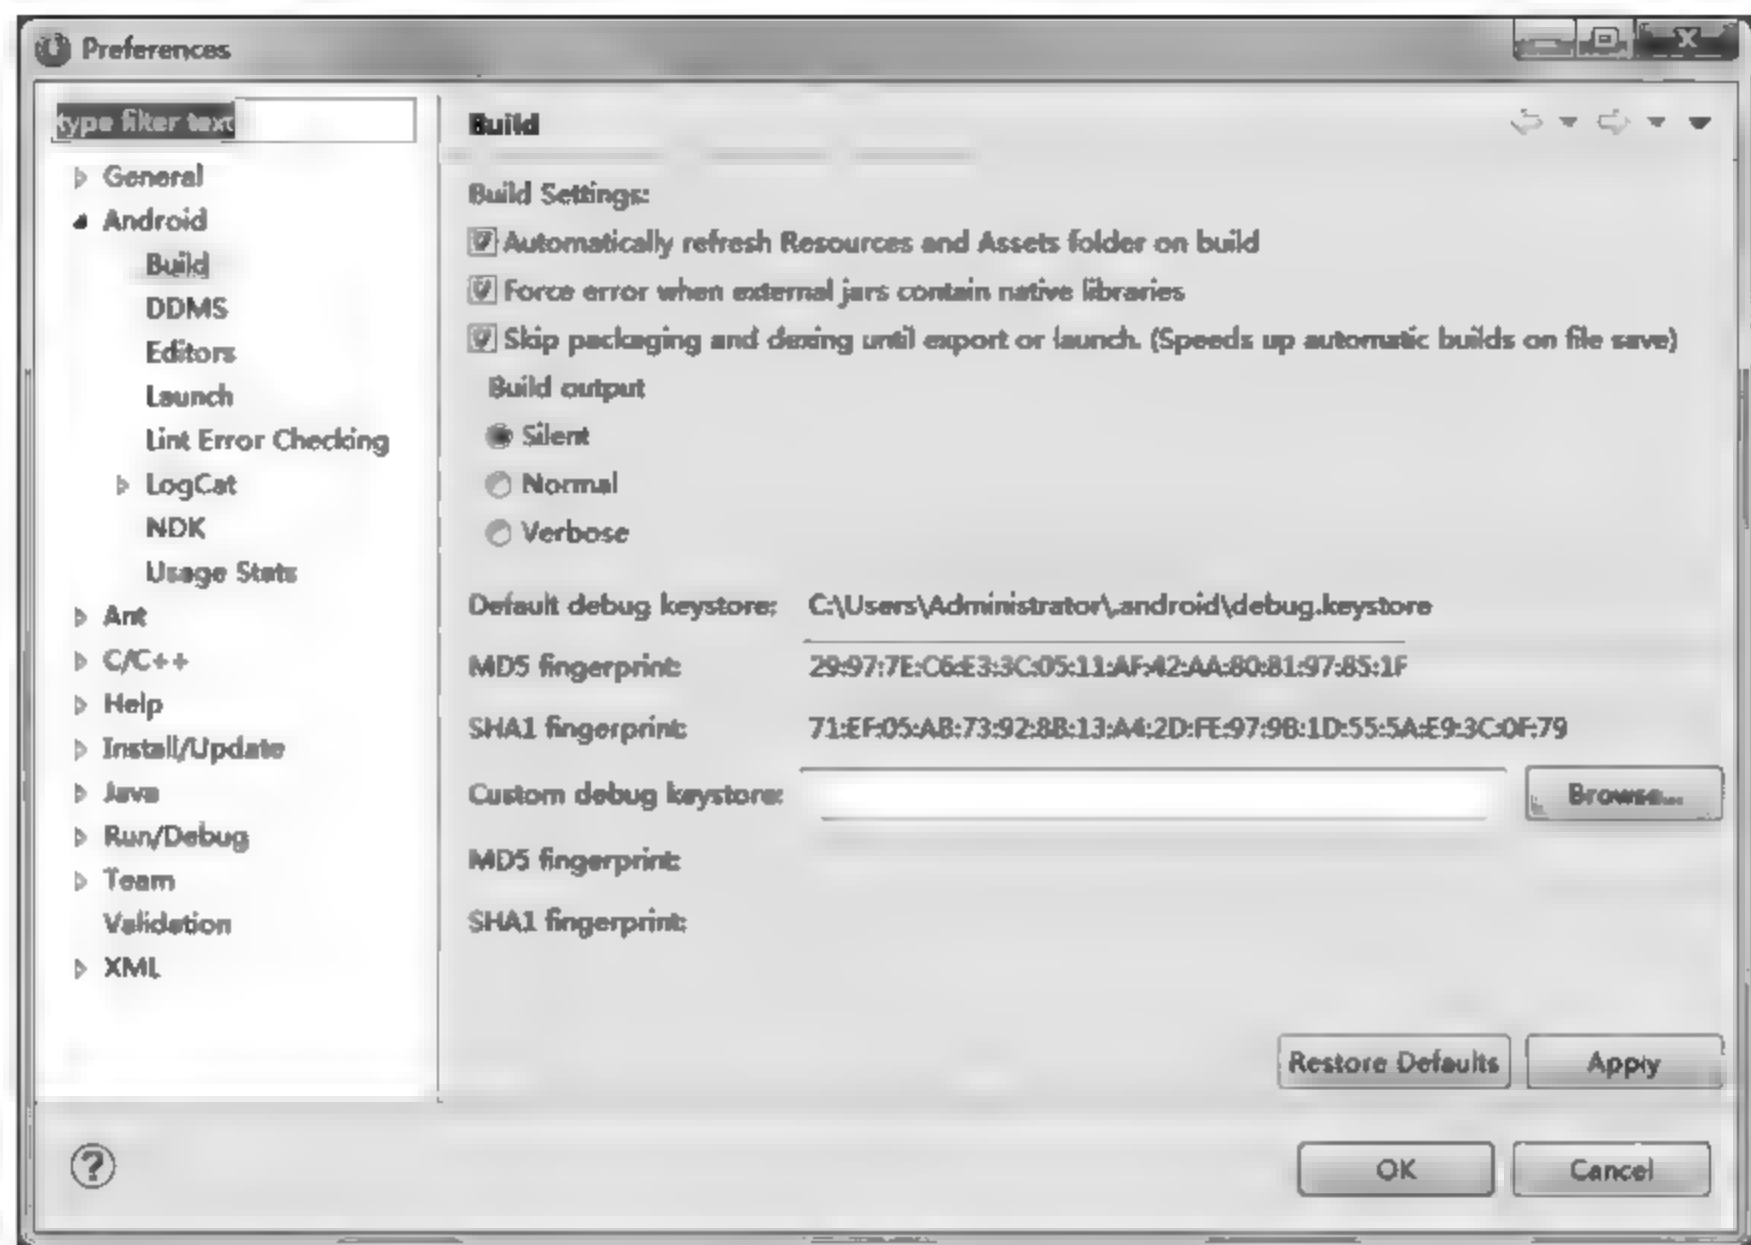 Preferences
type filter text
General
Android
Build
DDMS
Editors
Launch
Lint Error Checking
LogCat
NDK
Usage Stats
Ant
C/C++
Help
Install/Update
Java
Run/Debug
Team
Validation
XML
Build
Build Settings:
Automatically refresh Resources and Assets folder on build
Force error when external jars contain native libraries
Skip packaging and dexing until export or launch. (Speeds up automatic builds on file save)
Build output
Silent
Normal
Verbose
Default debug keystore: C:\Users\Administrator\.android\debug.keystore
MD5 fingerprint: 29:97:7E:C6:E3:3C:05:11:AF:42:AA:80:81:97:85:1F
SHA1 fingerprint: 71:EF:05:AB:73:92:8B:13:A4:2D:FE:97:9B:1D:55:5A:E9:3C:0F:79
Custom debug keystore: Browse...
MD5 fingerprint:
SHA1 fingerprint:
Restore Defaults Apply
OK Cancel